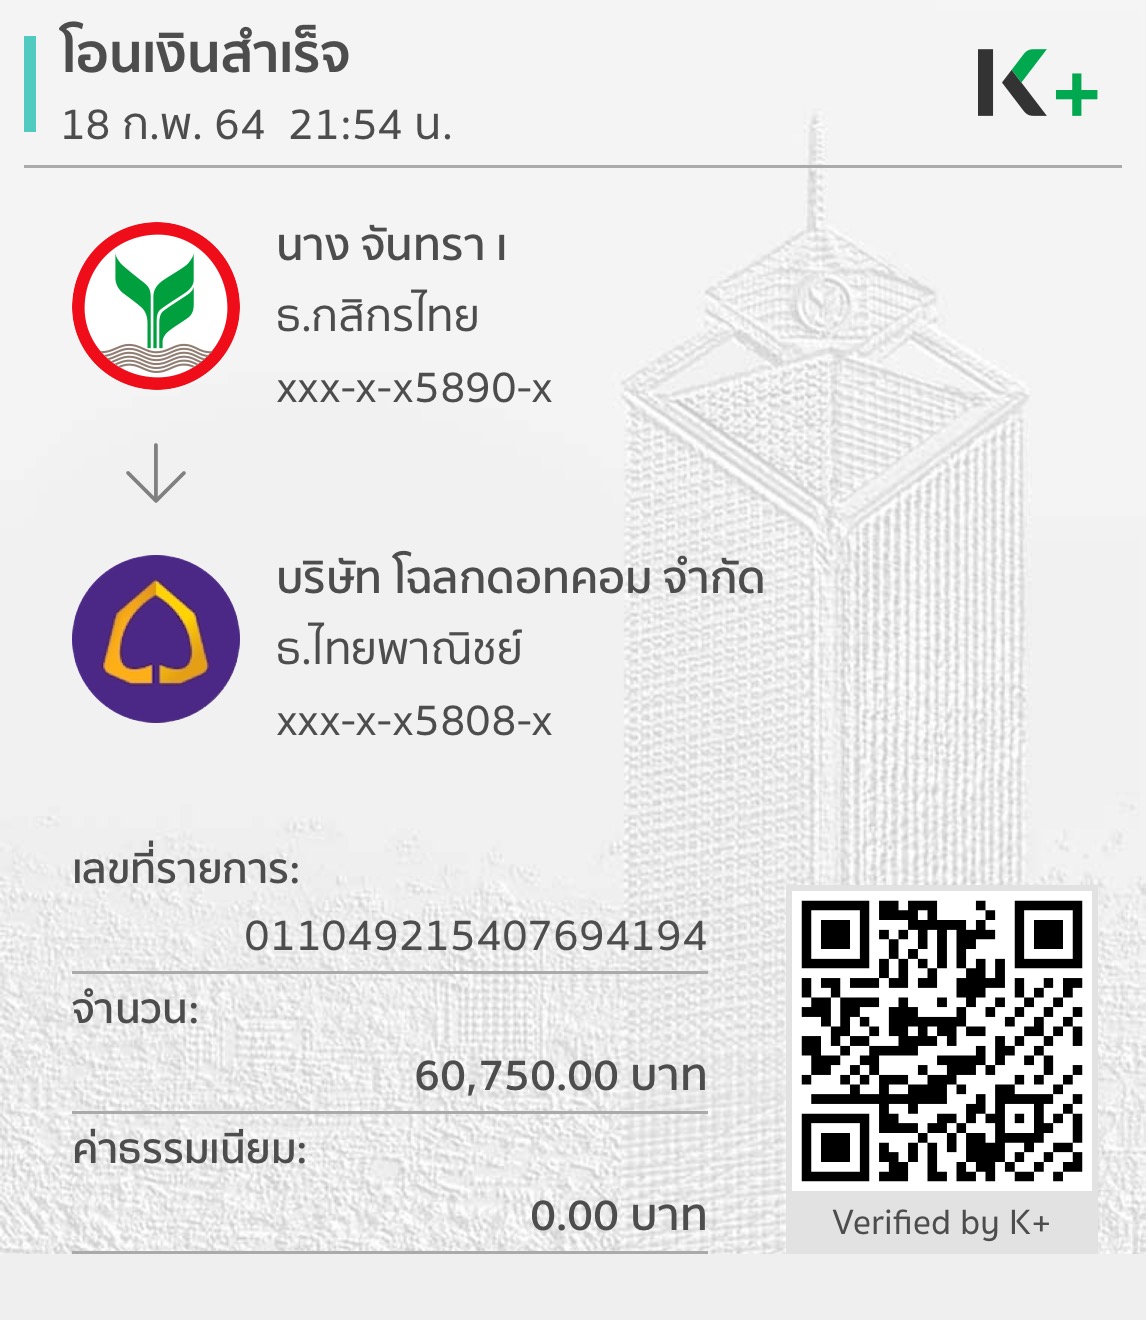 โอนเงินสำเร็จ
18 ก.พ. 64 21:54 น.
K+
นาง จันทรา เ
ธ.กสิกรไทย
xxx-x-x5890-x
บริษัท โฉลกดอทคอม จำกัด
ธ.ไทยพาณิชย์
xxx-x-x5808-x
เลขที่รายการ:
011049215407694194
จำนวน:
60,750.00 บาท
ค่าธรรมเนียม:
0.00 บาท
Verified by K+